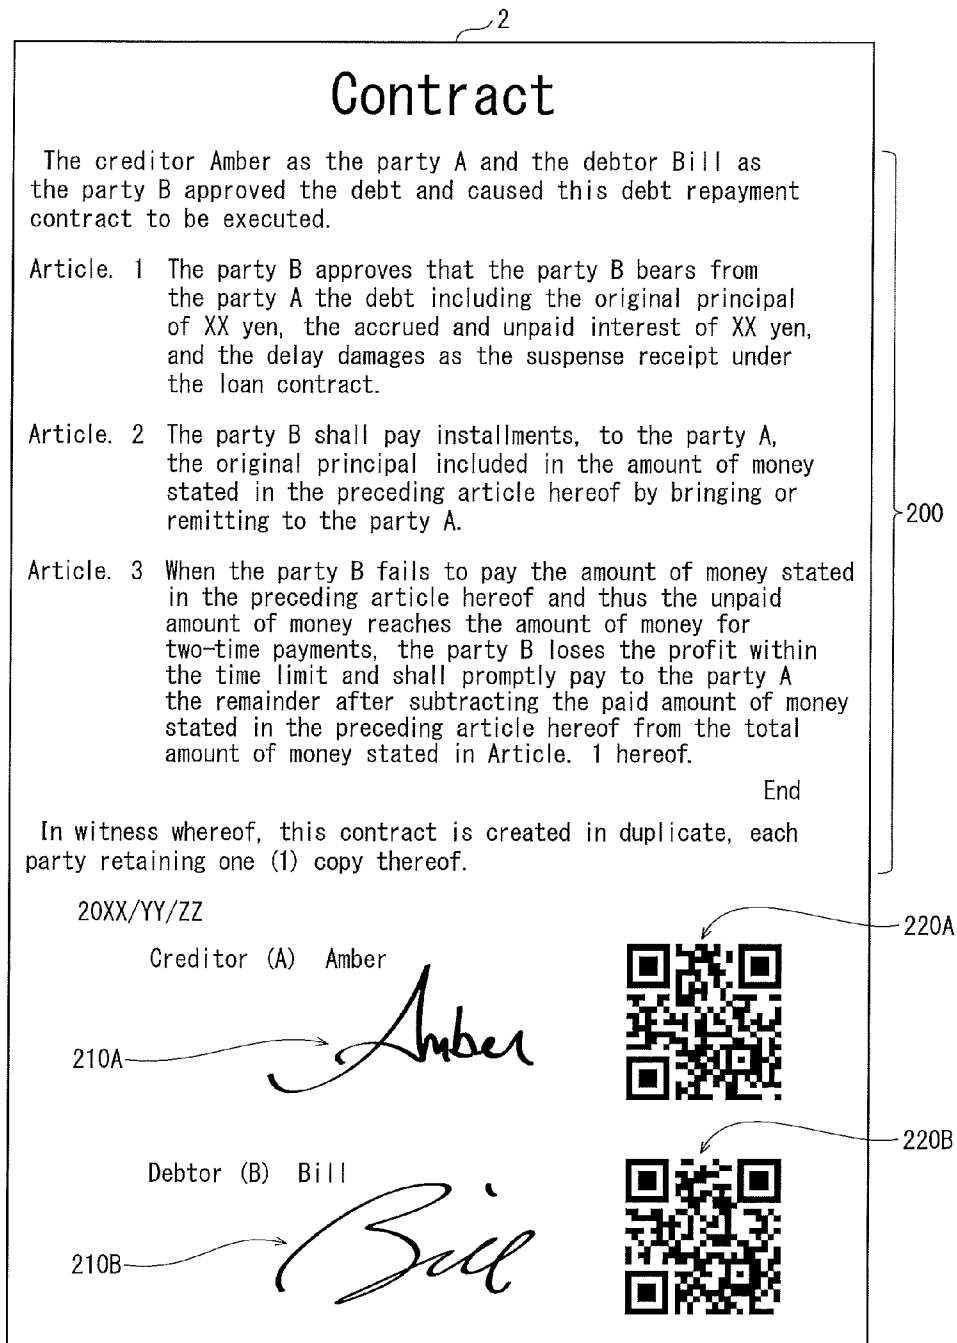 2
Contract
The creditor Amber as the party A and the debtor Bill as
the party B approved the debt and caused this debt repayment
contract to be executed.
Article. 1 The party B approves that the party B bears from
the party A the debt including the original principal
of XX yen, the accrued and unpaid interest of XX yen,
and the delay damages as the suspense receipt under
the loan contract.
Article. 2 The party B shall pay installments, to the party A,
the original principal included in the amount of money
stated in the preceding article hereof by bringing or
remitting to the party A.
200
Article. 3 When the party B fails to pay the amount of money stated
in the preceding article hereof and thus the unpaid
amount of money reaches the amount of money for
two-time payments, the party B loses the profit within
the time limit and shall promptly pay to the party A
the remainder after subtracting the paid amount of money
stated in the preceding article hereof from the total
amount of money stated in Article. 1 hereof.
End
In witness whereof, this contract is created in duplicate, each
party retaining one (1) copy thereof.
20XX/YY/ZZ
220A
Creditor (A) Amber
Amber
210A
220B
Debtor (B) Bill
Bill
210B